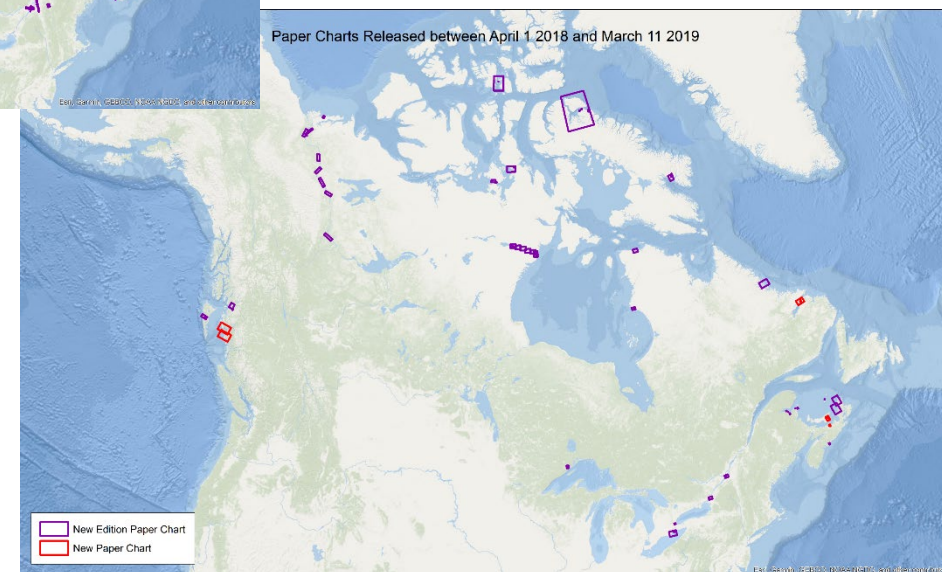 Paper Charts Released between April 1 2018 and March 11 2019
New Edition Paper Chart
New Paper Chart